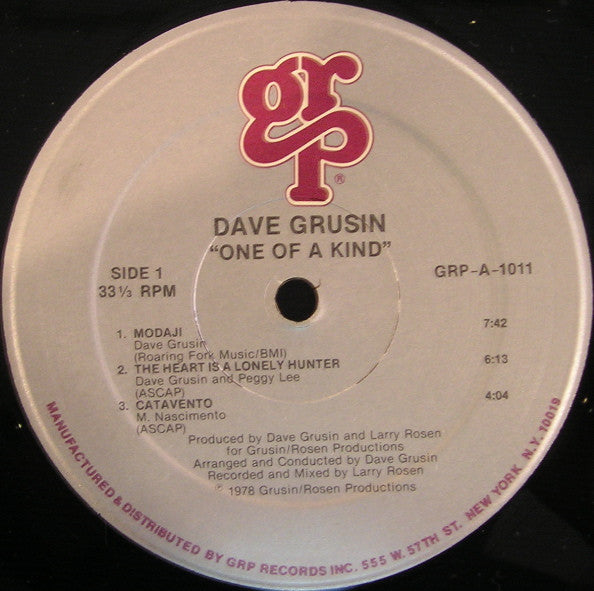 grp
®
DAVE GRUSIN
"ONE OF A KIND"
SIDE 1
33⅓ RPM
GRP-A-1011
1. MODAJI 7:42
Dave Grusin
(Roaring Fork Music/BMI)
2. THE HEART IS A LONELY HUNTER 6:13
Dave Grusin and Peggy Lee
(ASCAP)
3. CATAVENTO 4:04
M. Nascimento
(ASCAP)
Produced by Dave Grusin and Larry Rosen
for Grusin/Rosen Productions
Arranged and Conducted by Dave Grusin
Recorded and Mixed by Larry Rosen
℗ 1978 Grusin/Rosen Productions
MANUFACTURED & DISTRIBUTED BY GRP RECORDS INC. 555 W. 57TH ST. NEW YORK N.Y. 10019